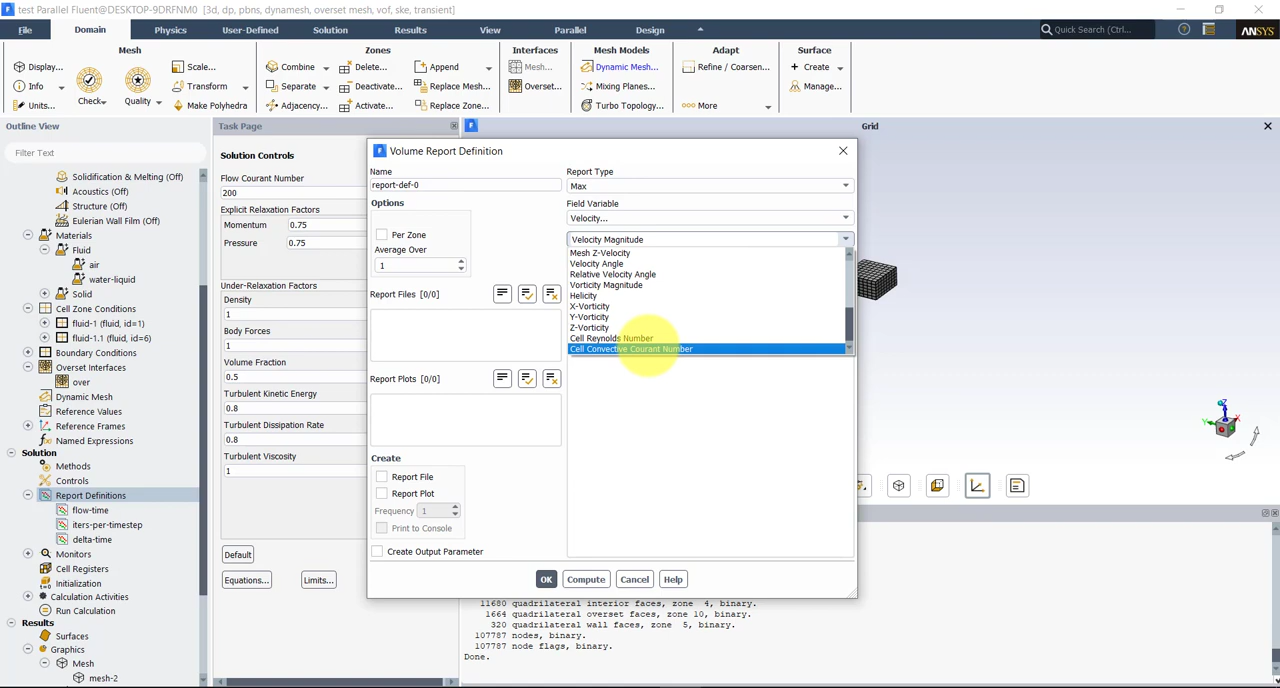 test Parallel Fluent@DESKTOP-9DRFNM0 [3d, dp, pbns, dynamesh, overset mesh, vof, ske, transient]
File Domain Physics User-Defined Solution Results View Parallel Design Quick Search (Ctrl... ANSYS
Mesh Zones Interfaces Mesh Models Adapt Surface
Display... Scale... Combine Delete... Append Mesh... Dynamic Mesh... Refine / Coarsen... Create
Info Check Quality Transform Separate Deactivate... Replace Mesh... Overset... Mixing Planes... Manage...
Units... Make Polyhedra Adjacency... Activate... Replace Zone... Turbo Topology... More
Outline View
Filter Text
Solidification & Melting (Off)
Acoustics (Off)
Structure (Off)
Eulerian Wall Film (Off)
Materials
Fluid
air
water-liquid
Solid
Cell Zone Conditions
fluid-1 (fluid, id=1)
fluid-1.1 (fluid, id=6)
Boundary Conditions
Overset Interfaces
over
Dynamic Mesh
Reference Values
Reference Frames
Named Expressions
Solution
Methods
Controls
Report Definitions
flow-time
iters-per-timestep
delta-time
Monitors
Cell Registers
Initialization
Calculation Activities
Run Calculation
Results
Surfaces
Graphics
Mesh
mesh-2
Task Page
Solution Controls
Flow Courant Number
200
Explicit Relaxation Factors
Momentum 0.75
Pressure 0.75
Under-Relaxation Factors
Density
1
Body Forces
1
Volume Fraction
0.5
Turbulent Kinetic Energy
0.8
Turbulent Dissipation Rate
0.8
Turbulent Viscosity
1
Default
Equations... Limits...
Grid
Volume Report Definition
Name
report-def-0
Options
Per Zone
Average Over
1
Report Files [0/0]
Report Plots [0/0]
Create
Report File
Report Plot
Frequency 1
Print to Console
Create Output Parameter
Report Type
Max
Field Variable
Velocity...
Velocity Magnitude
Mesh Z-Velocity
Velocity Angle
Relative Velocity Angle
Vorticity Magnitude
Helicity
X-Vorticity
Y-Vorticity
Z-Vorticity
Cell Reynolds Number
Cell Convective Courant Number
OK Compute Cancel Help
Z
Y X
11680 quadrilateral interior faces, zone 4, binary.
1664 quadrilateral overset faces, zone 10, binary.
320 quadrilateral wall faces, zone 5, binary.
107787 nodes, binary.
107787 node flags, binary.
Done.